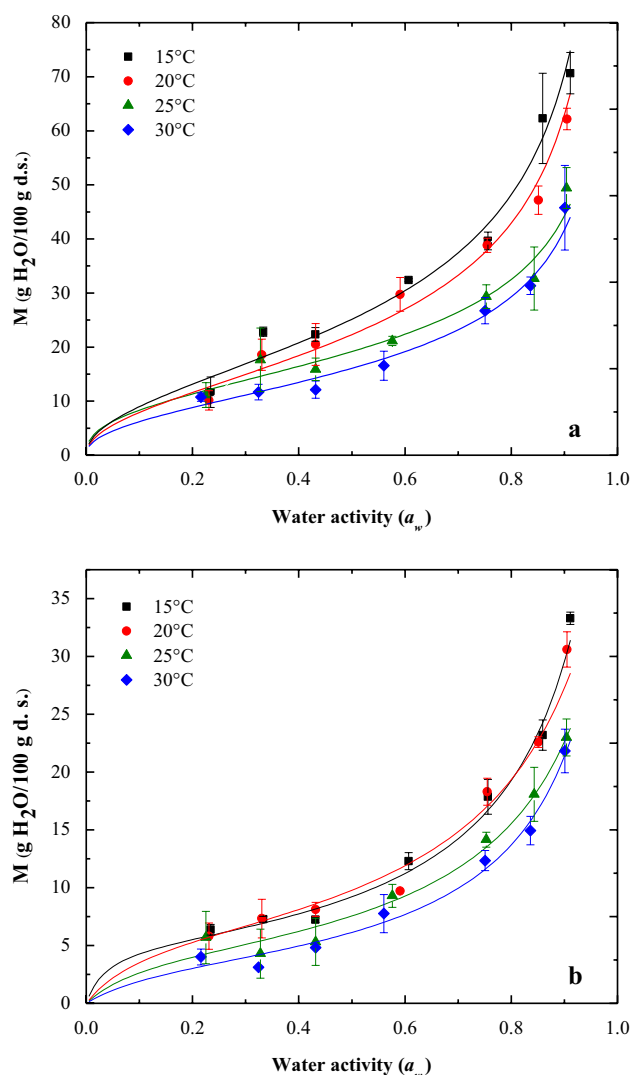 80
70
60
50
40
30
20
10
0
M (g H2O/100 g d.s.)
15°C
20°C
25°C
30°C
a
0.0 0.2 0.4 0.6 0.8 1.0
Water activity (aw)
35
30
25
20
15
10
5
0
M (g H2O/100 g d. s.)
15°C
20°C
25°C
30°C
b
0.0 0.2 0.4 0.6 0.8 1.0
Water activity (aw)